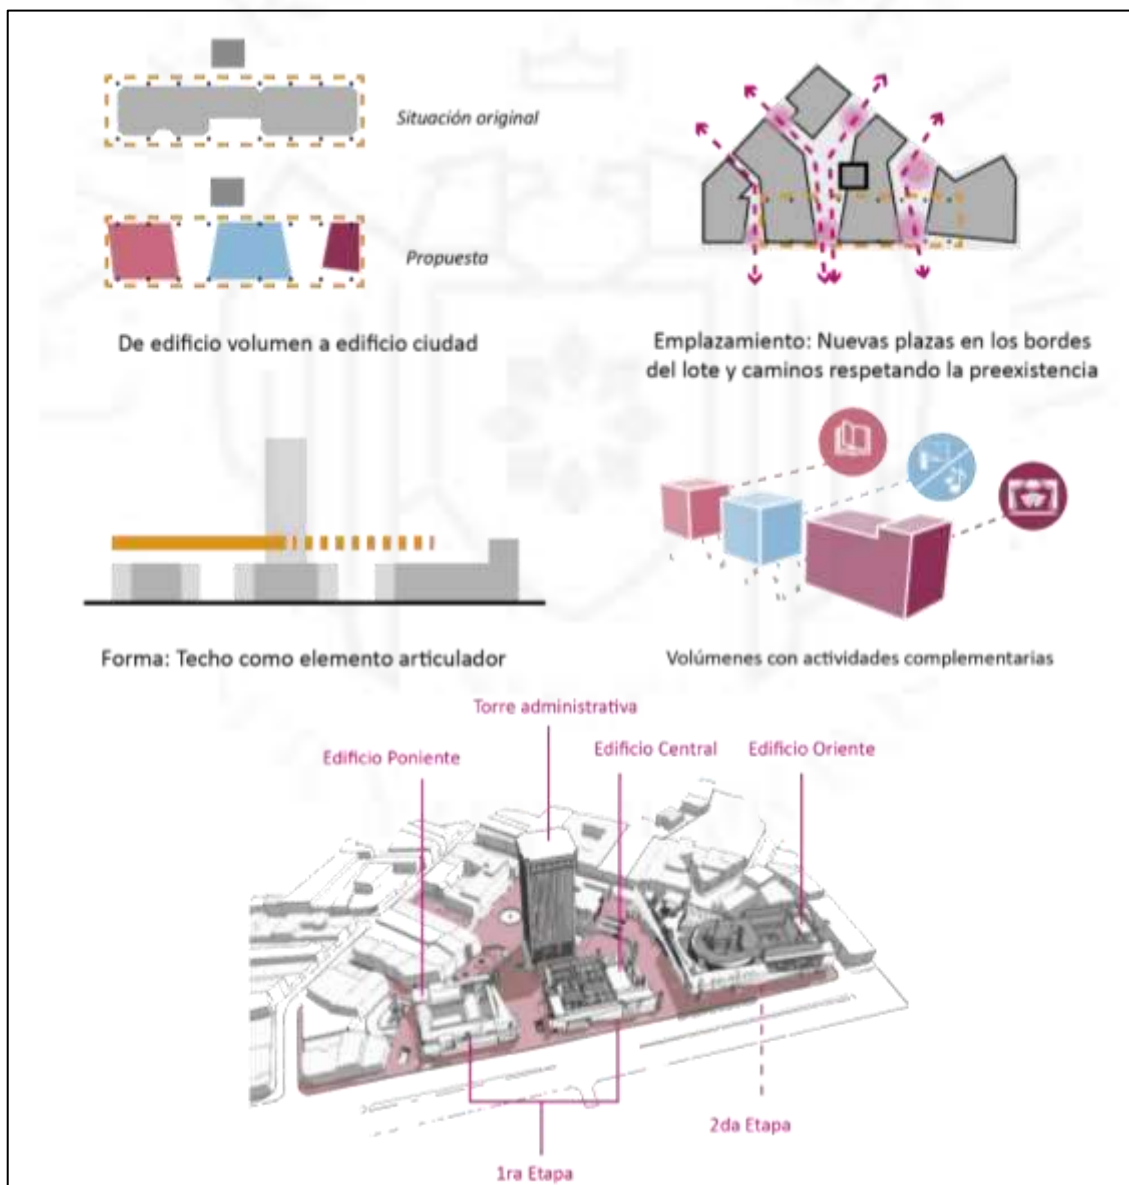 Situación original
Propuesta
De edificio volumen a edificio ciudad
Emplazamiento: Nuevas plazas en los bordes
del lote y caminos respetando la preexistencia
Forma: Techo como elemento articulador
Volúmenes con actividades complementarias
Torre administrativa
Edificio Poniente
Edificio Central
Edificio Oriente
2da Etapa
1ra Etapa